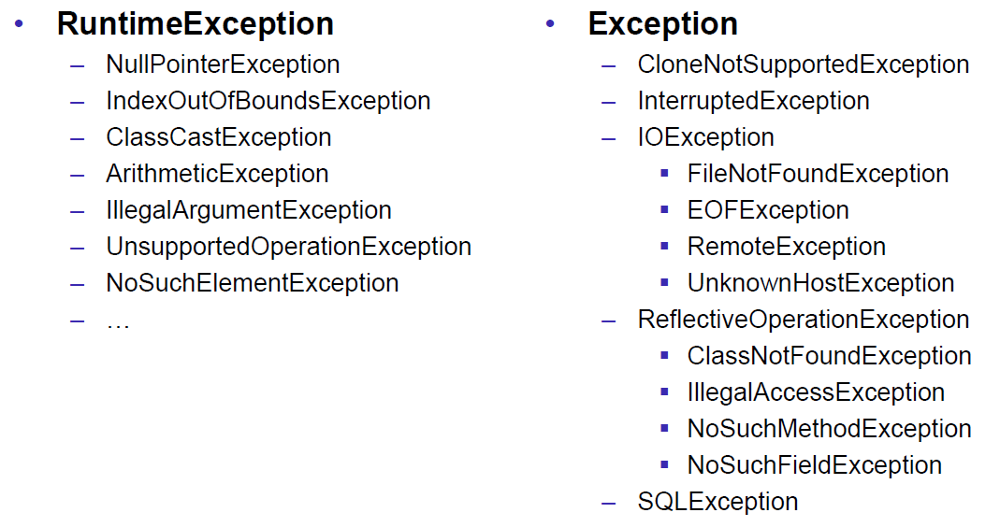 • RuntimeException
– NullPointerException
– IndexOutOfBoundsException
– ClassCastException
– ArithmeticException
– IllegalArgumentException
– UnsupportedOperationException
– NoSuchElementException
– …
• Exception
– CloneNotSupportedException
– InterruptedException
– IOException
▪ FileNotFoundException
▪ EOFException
▪ RemoteException
▪ UnknownHostException
– ReflectiveOperationException
▪ ClassNotFoundException
▪ IllegalAccessException
▪ NoSuchMethodException
▪ NoSuchFieldException
– SQLException